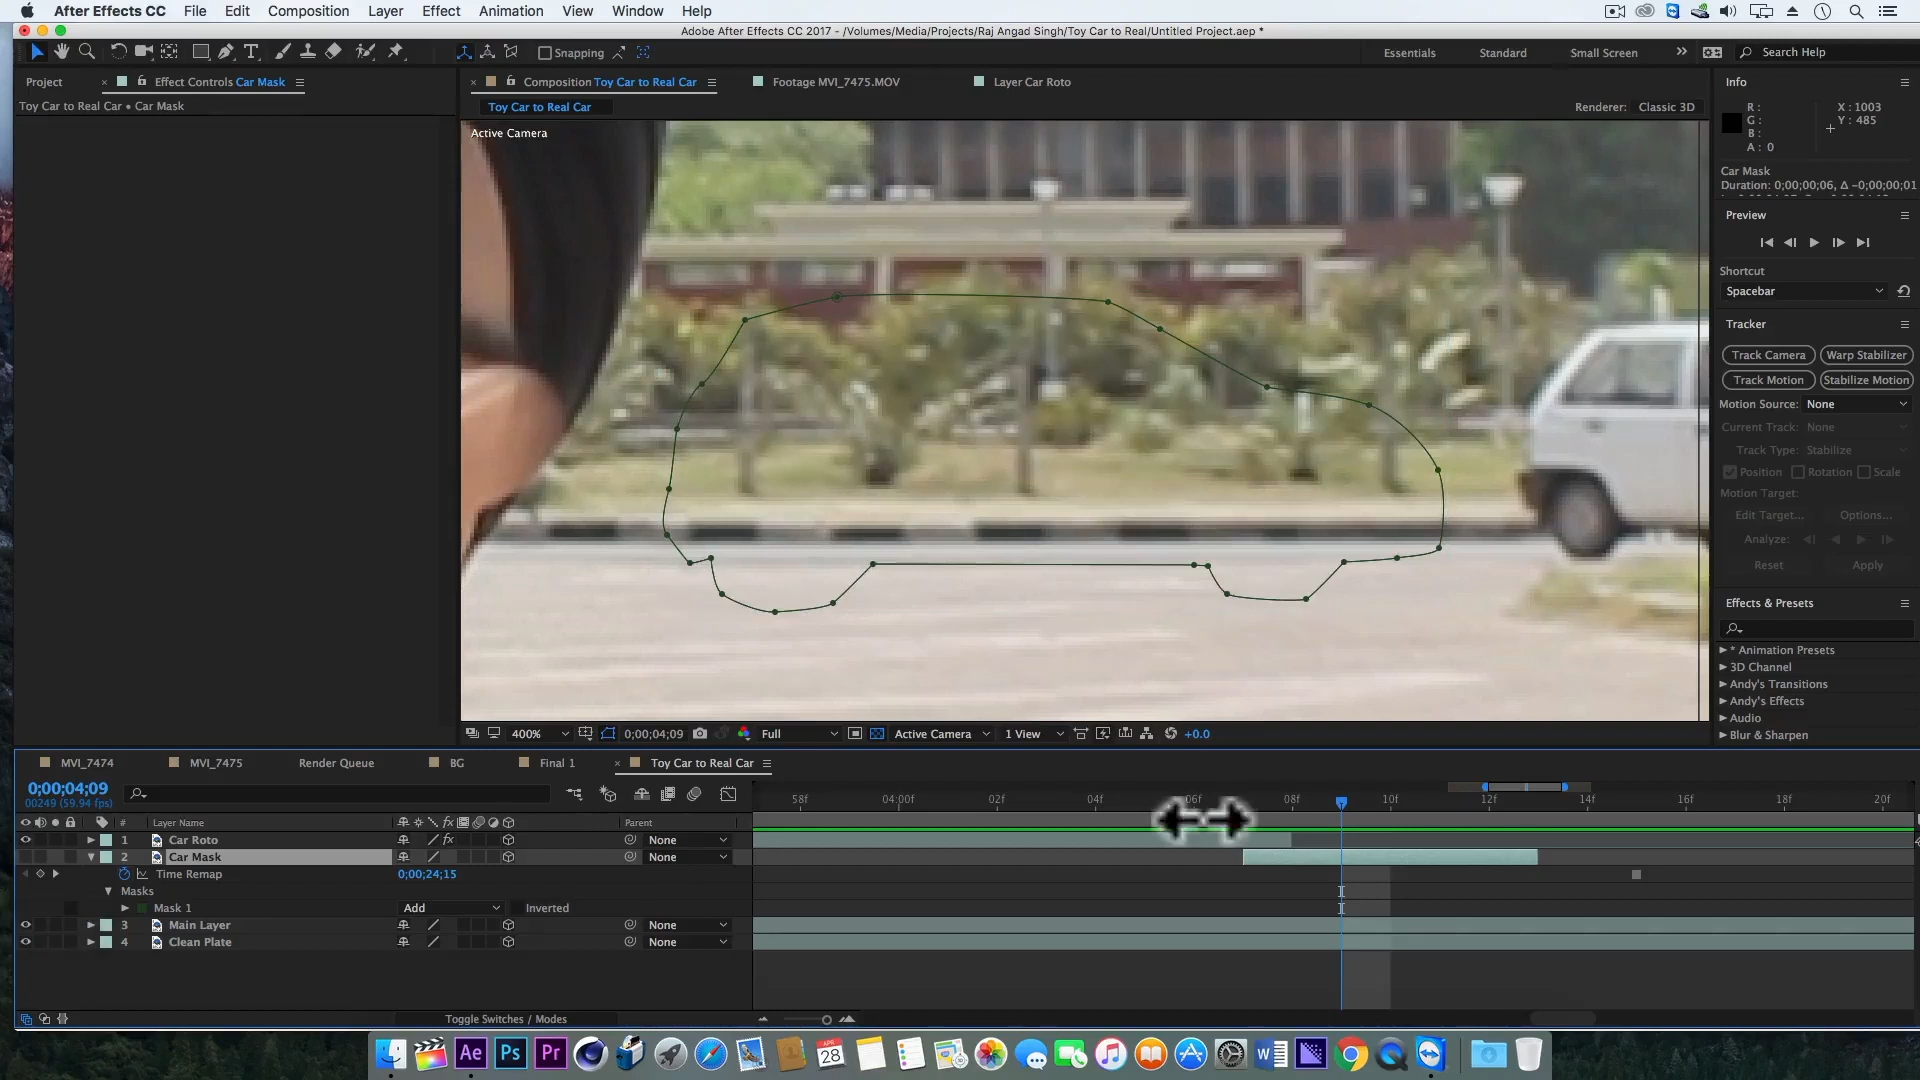 After Effects CC File Edit Composition Layer Effect Animation View Window Help
Adobe After Effects CC 2017 - /Volumes/Media/Projects/Raj Angad Singh/Toy Car to Real/Untitled Project.aep *
Snapping Essentials Standard Small Screen Search Help
Project Effect Controls Car Mask Composition Toy Car to Real Car Footage MVI_7475.MOV Layer Car Roto Info
Toy Car to Real Car • Car Mask Toy Car to Real Car Renderer: Classic 3D
Active Camera
R: X : 1003
G: Y : 485
B:
A: 0
Car Mask
Duration: 0;00;00;06, Δ -0;00;00;01
Preview
Shortcut
Spacebar
Tracker
Track Camera Warp Stabilizer
Track Motion Stabilize Motion
Motion Source: None
Current Track: None
Track Type: Stabilize
Position Rotation Scale
Motion Target:
Edit Target... Options...
Analyze:
Reset Apply
Effects & Presets
* Animation Presets
3D Channel
Andy's Transitions
Andy's Effects
Audio
Blur & Sharpen
400% 0;00;04;09 Full Active Camera 1 View +0.0
MVI_7474 MVI_7475 Render Queue BG Final 1 Toy Car to Real Car
0;00;04;09
00249 (59.94 fps)
58f 04:00f 02f 04f 06f 08f 10f 12f 14f 16f 18f 20f
# Layer Name Parent
1 Car Roto fx None
2 Car Mask None
Time Remap 0;00;24;15
Masks
Mask 1 Add Inverted
3 Main Layer None
4 Clean Plate None
Toggle Switches / Modes
Ae Ps Pr APR 28